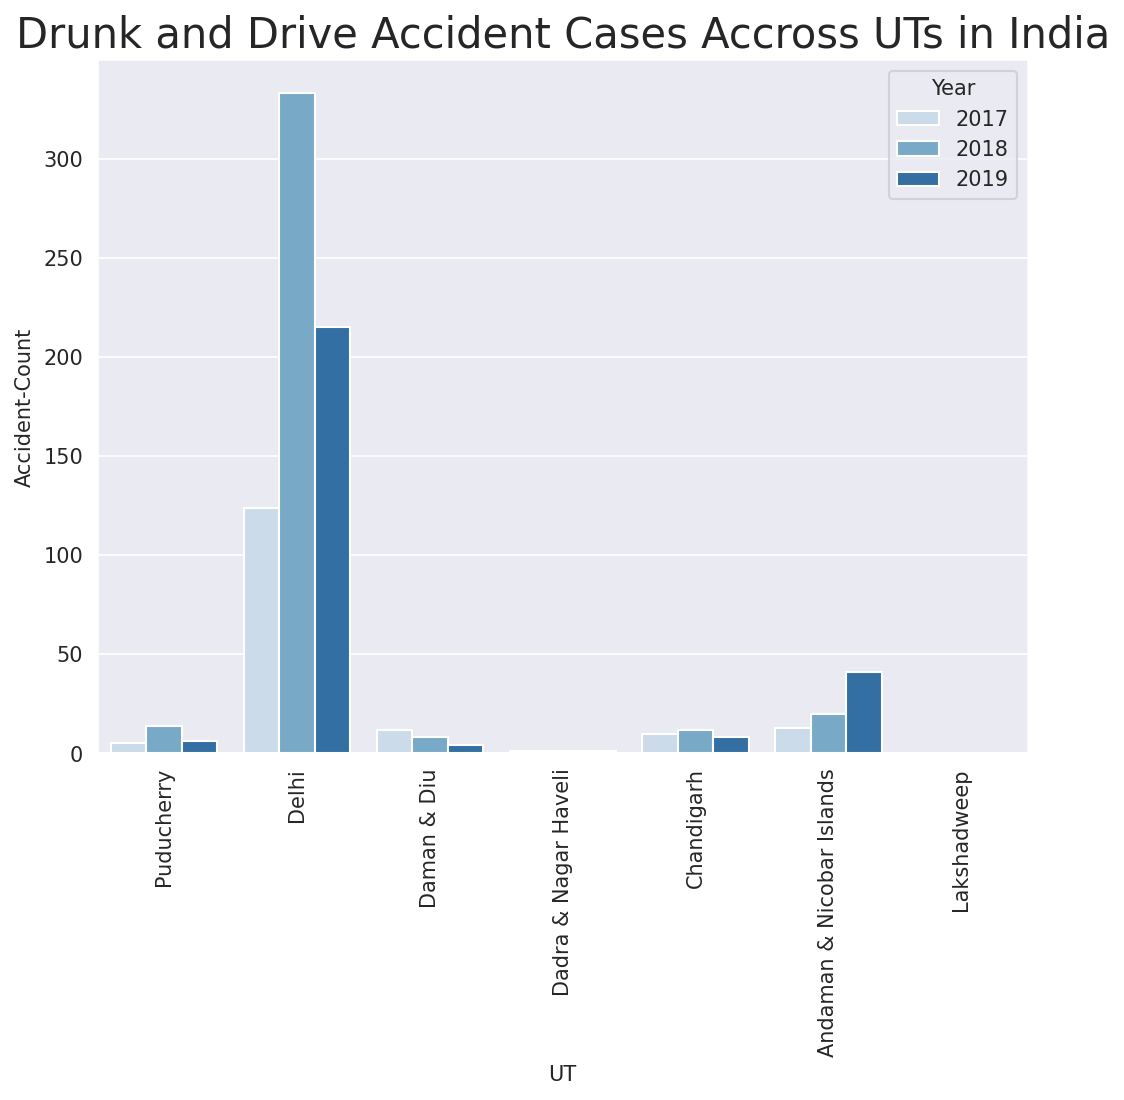 Drunk and Drive Accident Cases Accross UTs in India
Year
2017
2018
2019
Accident-Count
300
250
200
150
100
50
0
Puducherry
Delhi
Daman & Diu
Dadra & Nagar Haveli
Chandigarh
Andaman & Nicobar Islands
Lakshadweep
UT